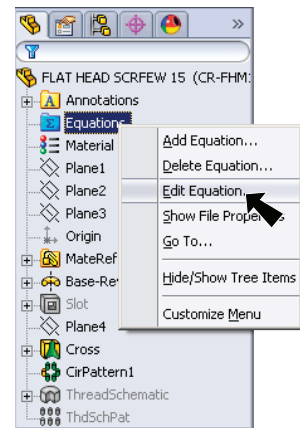 »
FLAT HEAD SCRFEW 15 (CR-FHM
Annotations
Equations
Material
Plane1
Plane2
Plane3
Origin
MateRef
Base-Re
Slot
Plane4
Cross
CirPattern1
ThreadSchematic
ThdSchPat
Add Equation...
Delete Equation...
Edit Equation...
Show File Properties
Go To...
Hide/Show Tree Items
Customize Menu